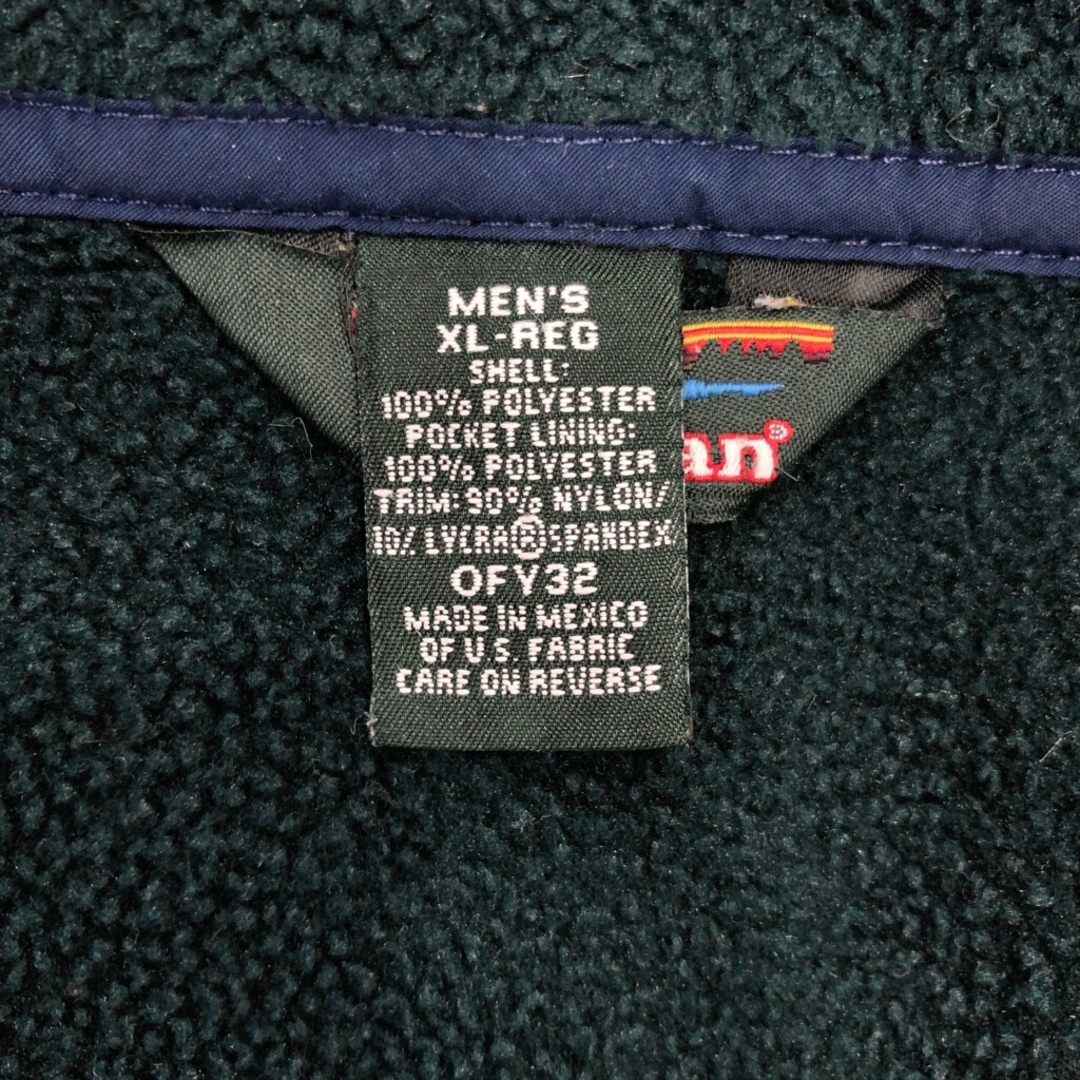 MEN'S
XL-REG
SHELL:
100% POLYESTER
POCKET LINING:
100% POLYESTER
TRIM: 90% NYLON/
10% LYCRA® SPANDEX
OFY32
MADE IN MEXICO
OF U.S. FABRIC
CARE ON REVERSE
an®